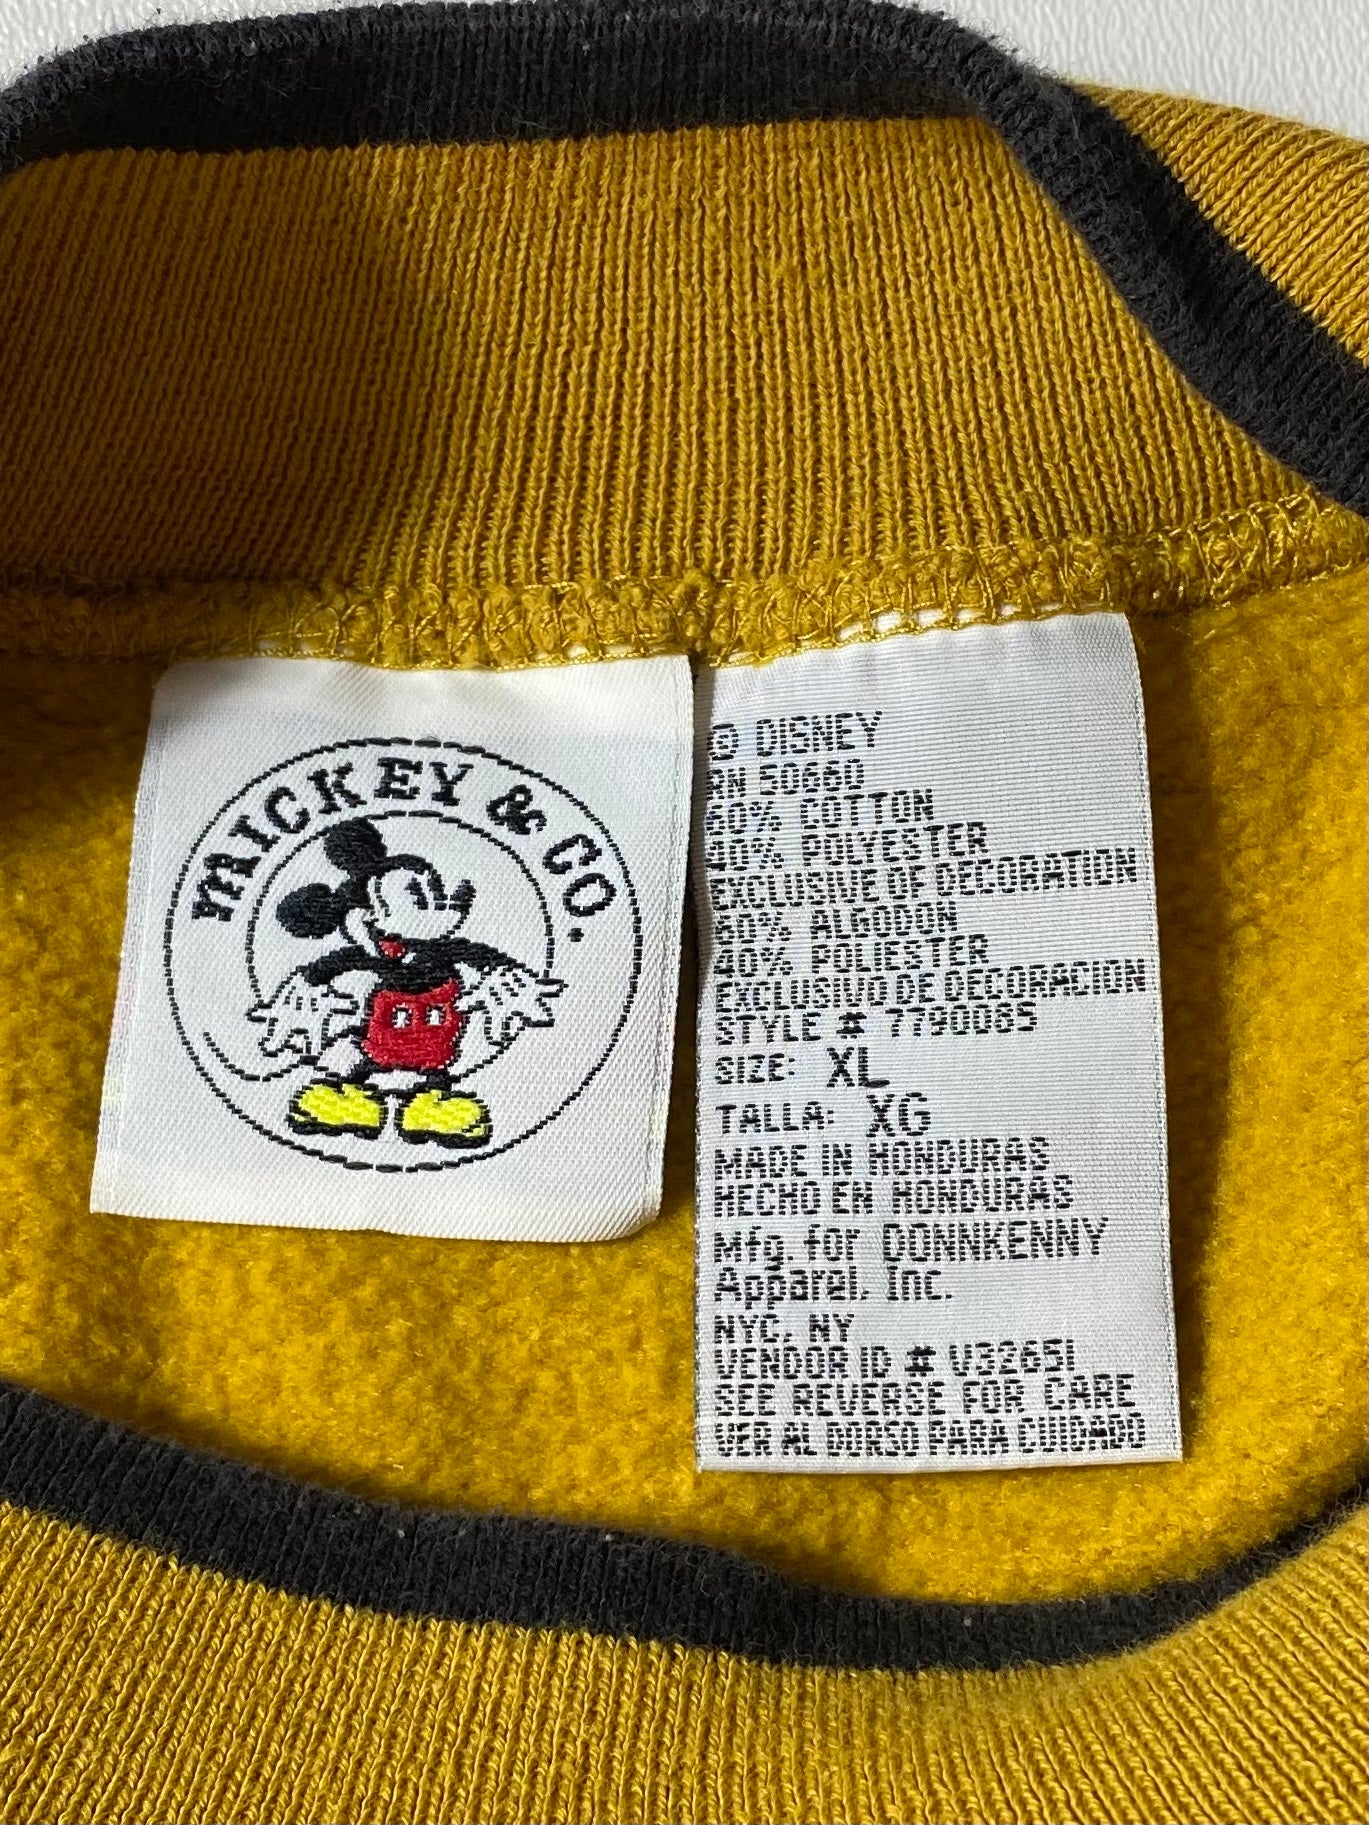 MICKEY & CO.
© DISNEY
RN 50660
60% COTTON
40% POLYESTER
EXCLUSIVE OF DECORATION
60% ALGODON
40% POLIESTER
EXCLUSIVO DE DECORACION
STYLE # 7790065
SIZE: XL
TALLA: XG
MADE IN HONDURAS
HECHO EN HONDURAS
Mfg. for DONNKENNY
Apparel. Inc.
NYC, NY
VENDOR ID # V32651
SEE REVERSE FOR CARE
VER AL DORSO PARA CUIDADO